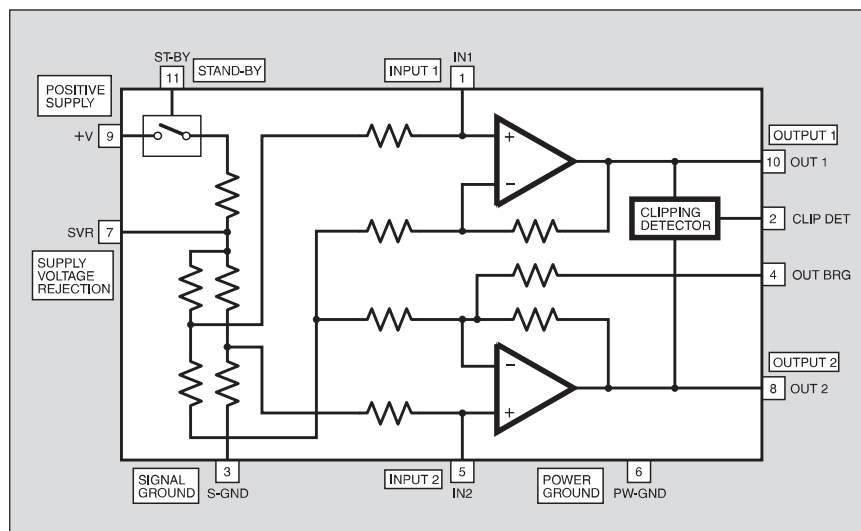 ST-BY
11
STAND-BY
INPUT 1
IN1
1
POSITIVE
SUPPLY
+V
9
+
−
OUTPUT 1
10
OUT 1
CLIPPING
DETECTOR
2
CLIP DET
SVR
7
SUPPLY
VOLTAGE
REJECTION
4
OUT BRG
−
+
OUTPUT 2
8
OUT 2
SIGNAL
GROUND
3
S-GND
INPUT 2
5
IN2
POWER
GROUND
6
PW-GND